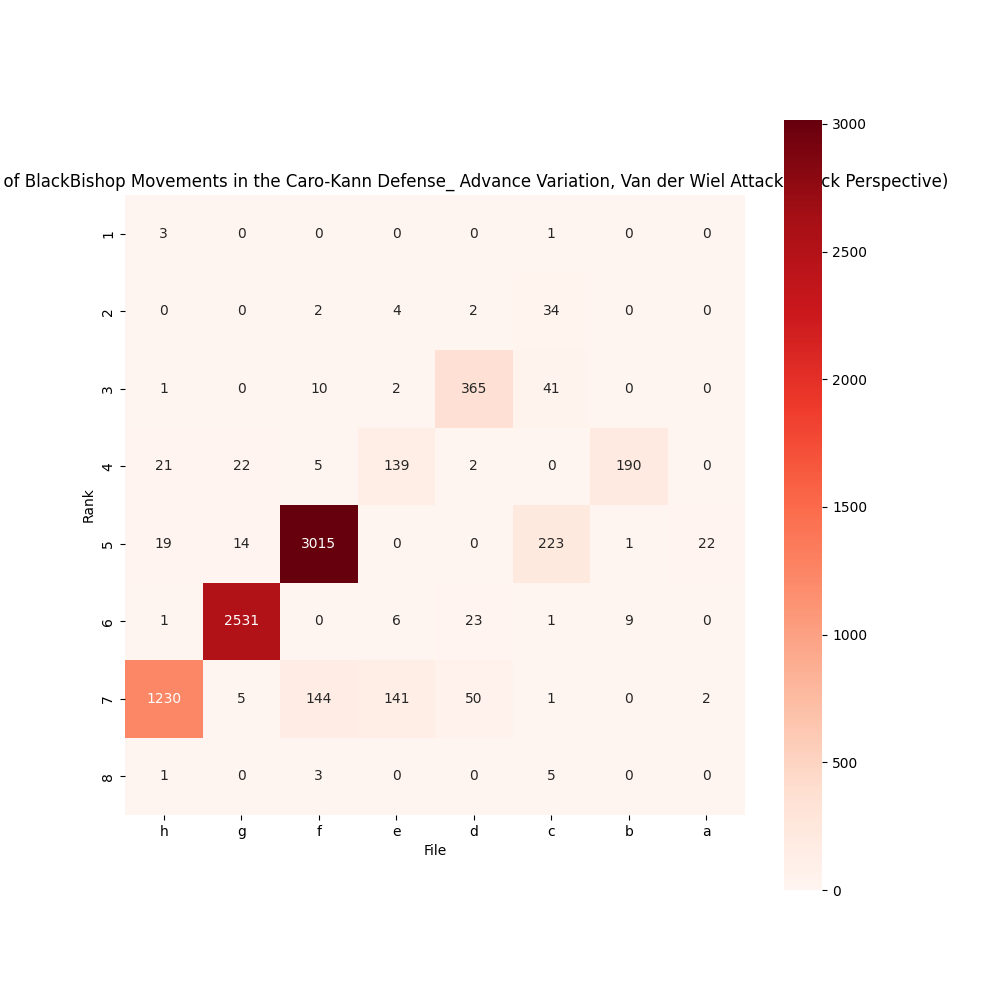 of BlackBishop Movements in the Caro-Kann Defense_ Advance Variation, Van der Wiel Attack ck Perspective)
3000
2500
2000
1500
1000
500
0
Rank
1 3 0 0 0 0 1 0 0
2 0 0 2 4 2 34 0 0
3 1 0 10 2 365 41 0 0
4 21 22 5 139 2 0 190 0
5 19 14 3015 0 0 223 1 22
6 1 2531 0 6 23 1 9 0
7 1230 5 144 141 50 1 0 2
8 1 0 3 0 0 5 0 0
h g f e d c b a
File